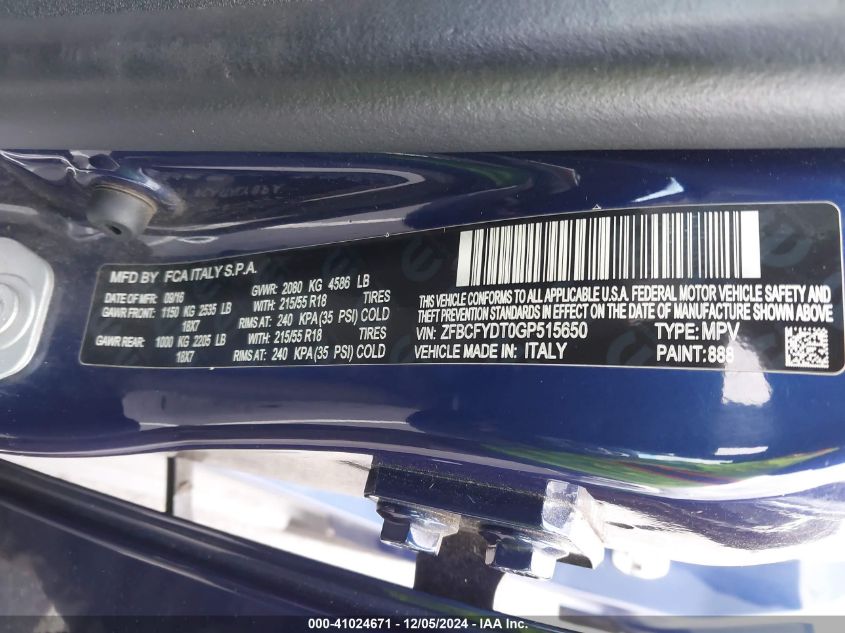 MFD BY FCA ITALY S.P.A.
DATE OF MFD: 09/16 GVWR: 2080 KG 4586 LB
GAWR FRONT: 1150 KG 2535 LB WITH: 215/55 R18 TIRES
18X7 RIMS AT: 240 KPA (35 PSI) COLD
GAWR REAR: 1000 KG 2205 LB WITH: 215/55 R18 TIRES
18X7 RIMS AT: 240 KPA (35 PSI) COLD
THIS VEHICLE CONFORMS TO ALL APPLICABLE U.S.A. FEDERAL MOTOR VEHICLE SAFETY, BUMPER, AND
THEFT PREVENTION STANDARDS IN EFFECT ON THE DATE OF MANUFACTURE SHOWN ABOVE.
VIN: ZFBCFYDT0GP515650 TYPE: MPV
VEHICLE MADE IN: ITALY PAINT: 888
000-41024671 - 12/05/2024 - IAA Inc.